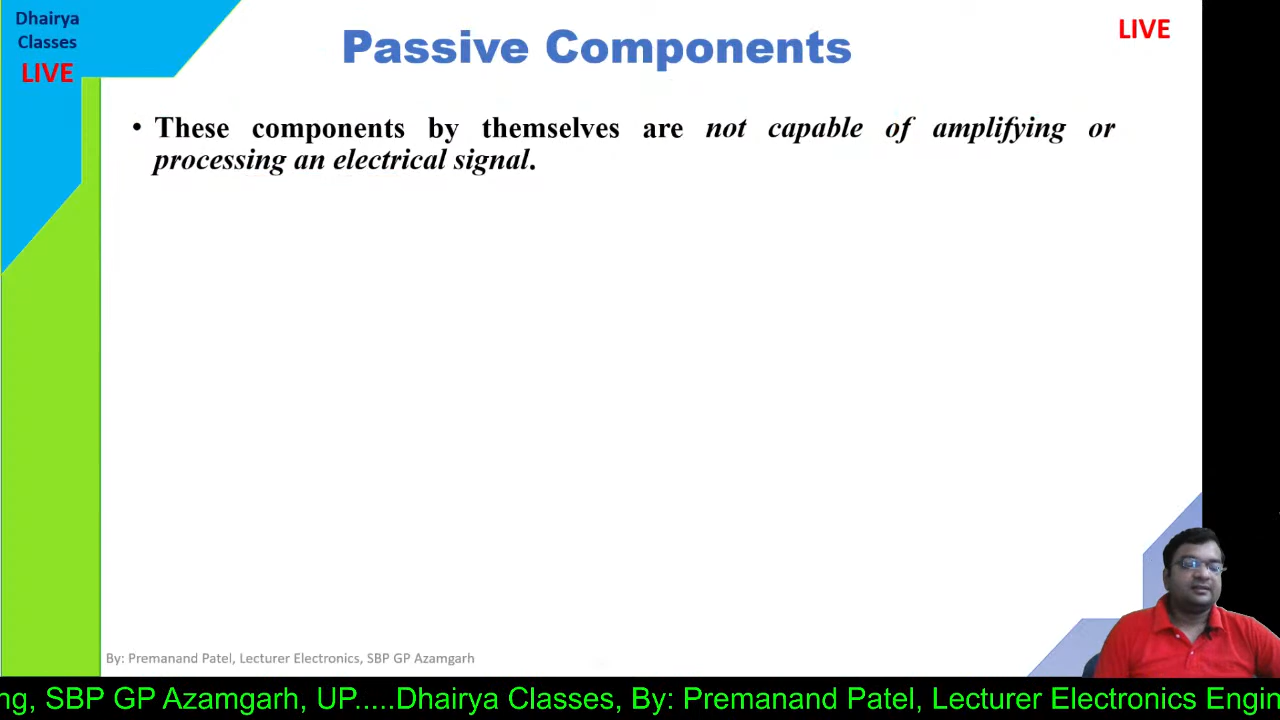 Dhairya
Classes
LIVE
Passive Components
LIVE
• These components by themselves are not capable of amplifying or
processing an electrical signal.
By: Premanand Patel, Lecturer Electronics, SBP GP Azamgarh
ng, SBP GP Azamgarh, UP.....Dhairya Classes, By: Premanand Patel, Lecturer Electronics Engin